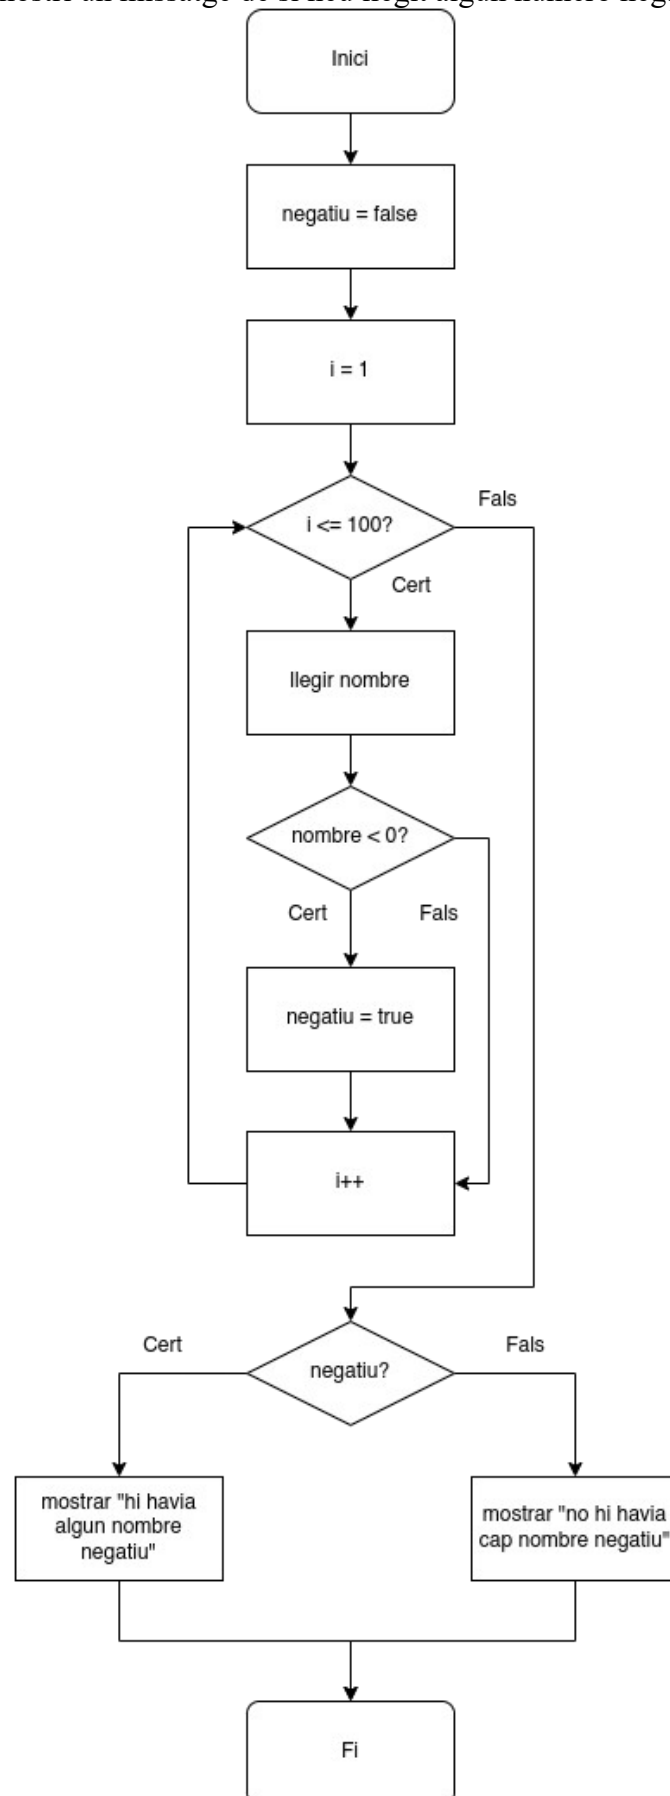 Inici
negatiu = false
i = 1
i <= 100?
Fals
Cert
llegir nombre
nombre < 0?
Cert
Fals
negatiu = true
i++
negatiu?
Cert
Fals
mostrar "hi havia
algun nombre
negatiu"
mostrar "no hi havia
cap nombre negatiu"
Fi